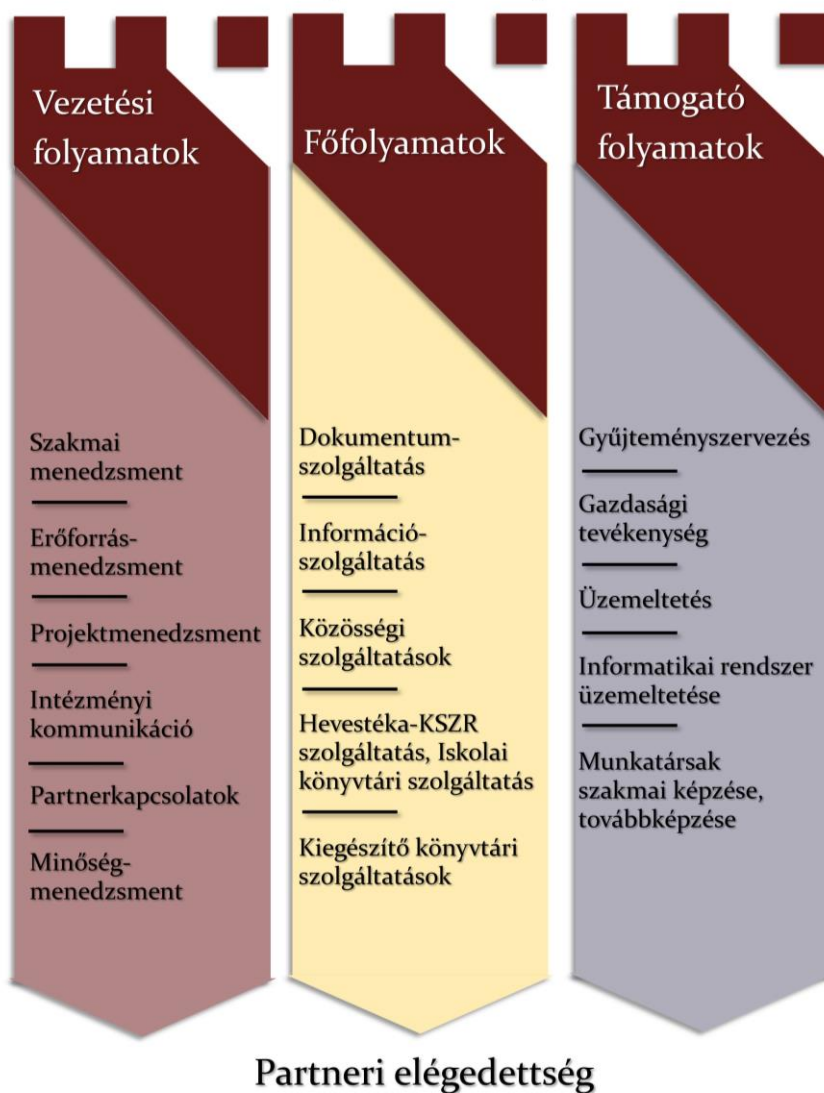 Vezetési
folyamatok
Szakmai
menedzsment
Erőforrás-
menedzsment
Projektmenedzsment
Intézményi
kommunikáció
Partnerkapcsolatok
Minőség-
menedzsment
Főfolyamatok
Dokumentum-
szolgáltatás
Információ-
szolgáltatás
Közösségi
szolgáltatások
Hevestéka-KSZR
szolgáltatás, Iskolai
könyvtári szolgáltatás
Kiegészítő könyvtári
szolgáltatások
Támogató
folyamatok
Gyűjteményszervezés
Gazdasági
tevékenység
Üzemeltetés
Informatikai rendszer
üzemeltetése
Munkatársak
szakmai képzése,
továbbképzése
Partneri elégedettség